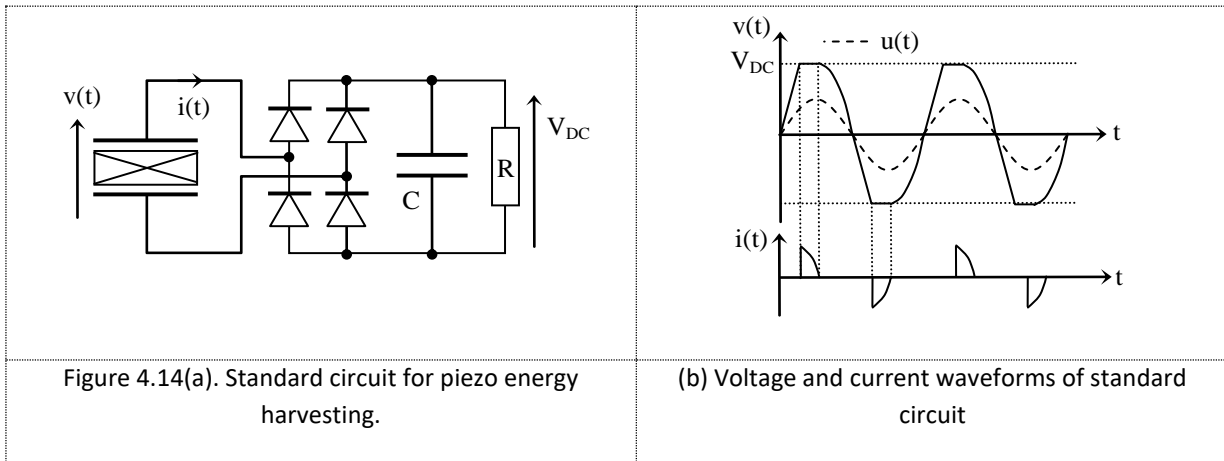 v(t)
i(t)
V_DC
C
R
v(t)
u(t)
V_DC
t
i(t)
t
Figure 4.14(a). Standard circuit for piezo energy
harvesting.
(b) Voltage and current waveforms of standard
circuit